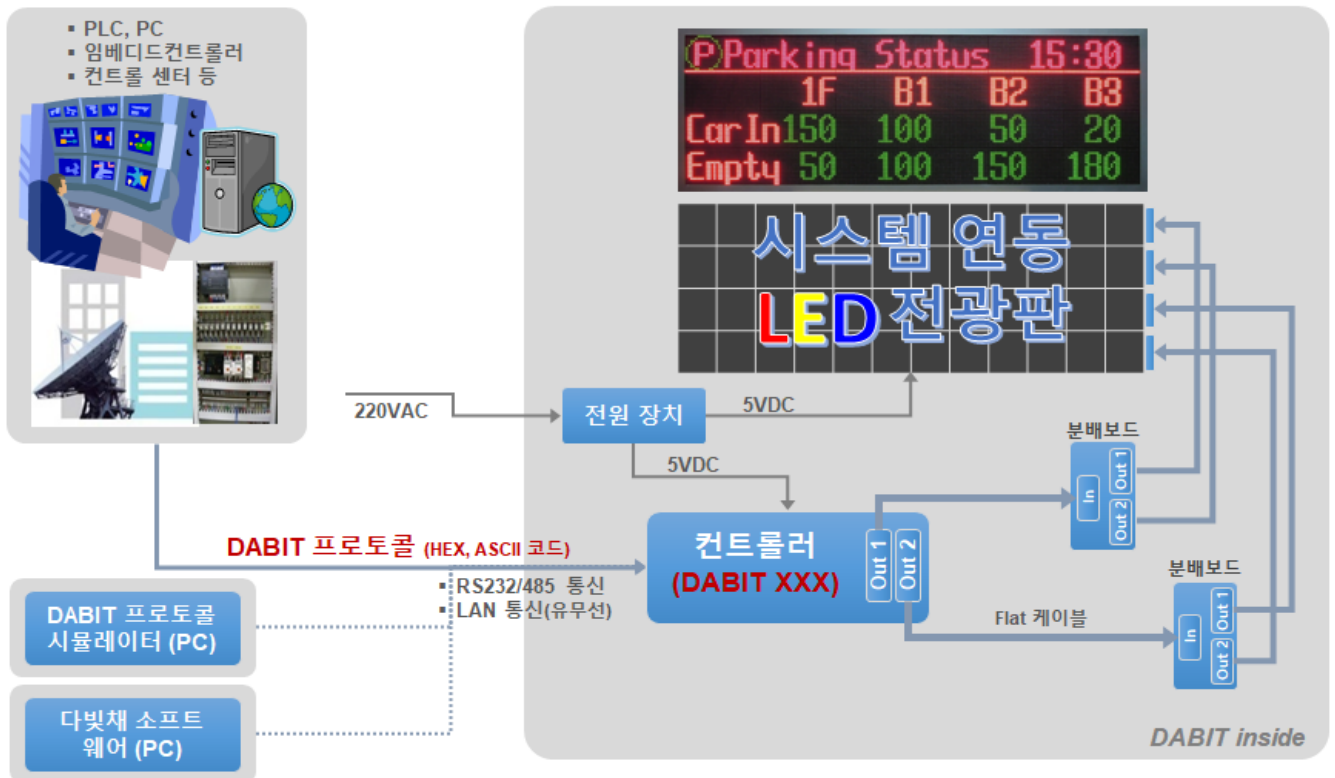 ▪ PLC, PC
▪ 임베디드컨트롤러
▪ 컨트롤 센터 등
ⓅParking Status 15:30
1F B1 B2 B3
CarIn 150 100 50 20
Empty 50 100 150 180
시스템 연동
LED 전광판
220VAC
전원 장치
5VDC
5VDC
분배보드
In
Out 1
Out 2
DABIT 프로토콜 (HEX, ASCII 코드)
▪ RS232/485 통신
▪ LAN 통신(유무선)
컨트롤러
(DABIT XXX)
Out 1
Out 2
Flat 케이블
분배보드
In
Out 1
Out 2
DABIT 프로토콜
시뮬레이터 (PC)
다빛채 소프트
웨어 (PC)
DABIT inside